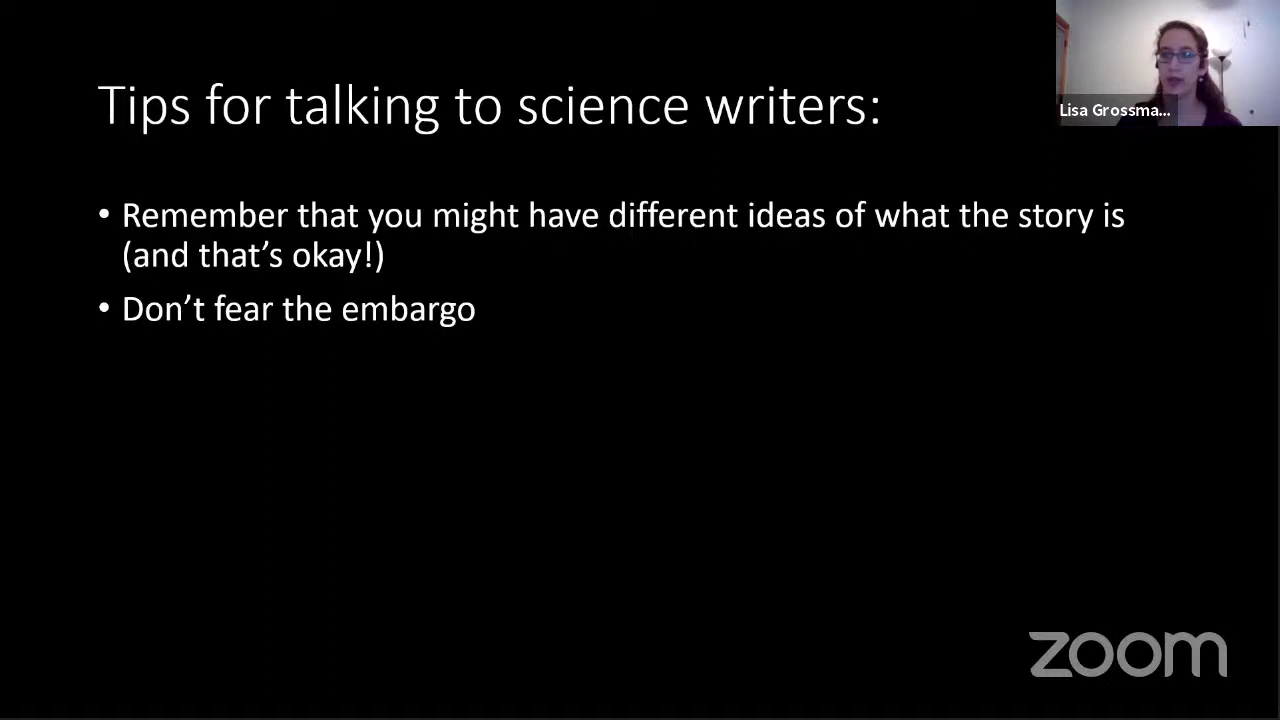 Tips for talking to science writers:
Lisa Grossma...
• Remember that you might have different ideas of what the story is
(and that’s okay!)
• Don’t fear the embargo
zoom